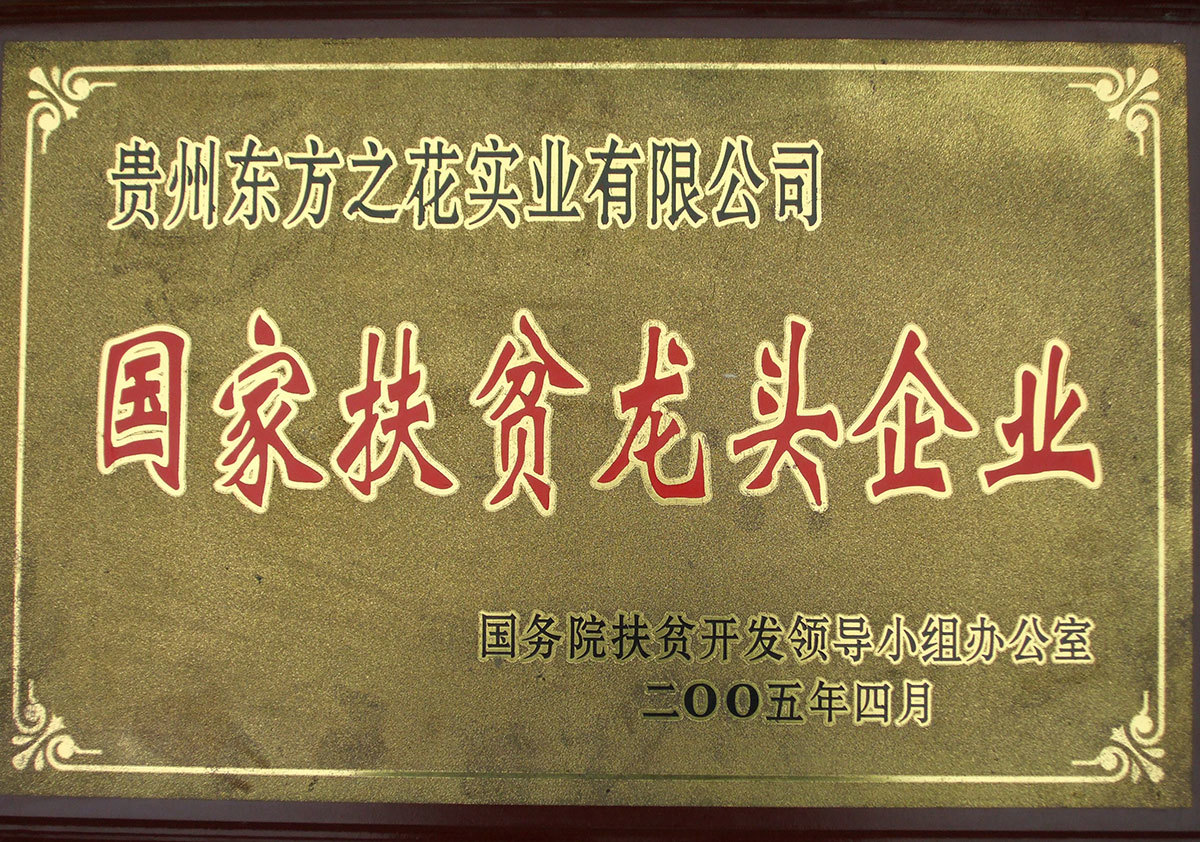 贵州东方之花实业有限公司
国家扶贫龙头企业
国务院扶贫开发领导小组办公室
二〇〇五年四月